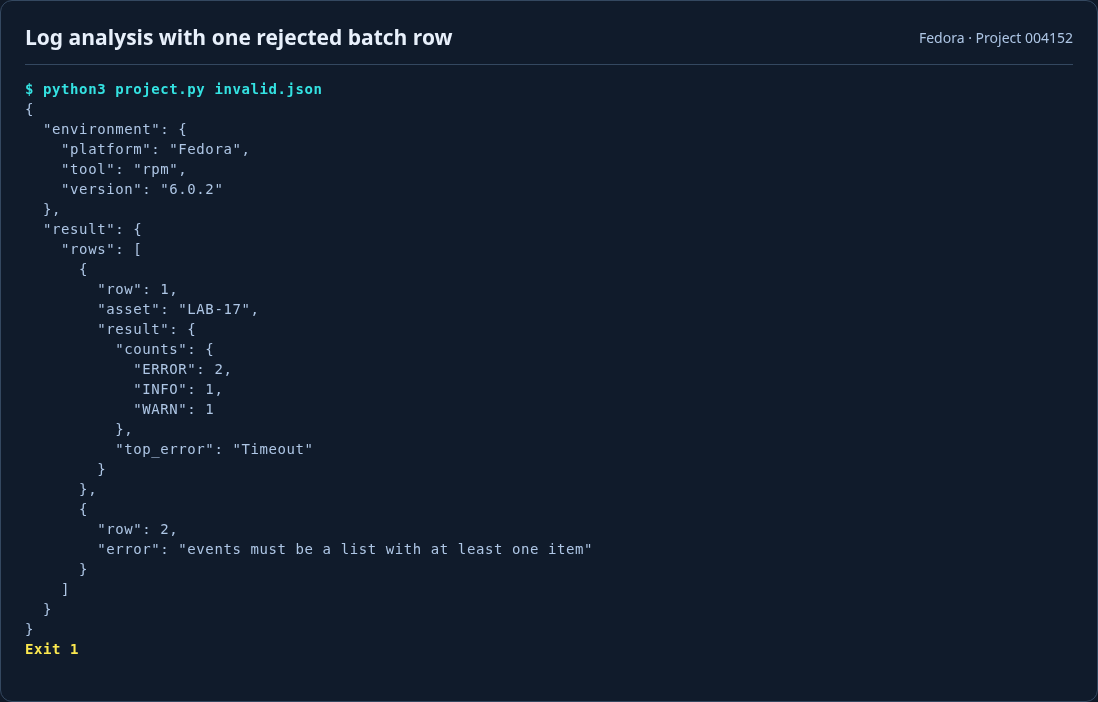 Log analysis with one rejected batch row
Fedora · Project 004152
$ python3 project.py invalid.json
{
  "environment": {
    "platform": "Fedora",
    "tool": "rpm",
    "version": "6.0.2"
  },
  "result": {
    "rows": [
      {
        "row": 1,
        "asset": "LAB-17",
        "result": {
          "counts": {
            "ERROR": 2,
            "INFO": 1,
            "WARN": 1
          },
          "top_error": "Timeout"
        }
      },
      {
        "row": 2,
        "error": "events must be a list with at least one item"
      }
    ]
  }
}
Exit 1